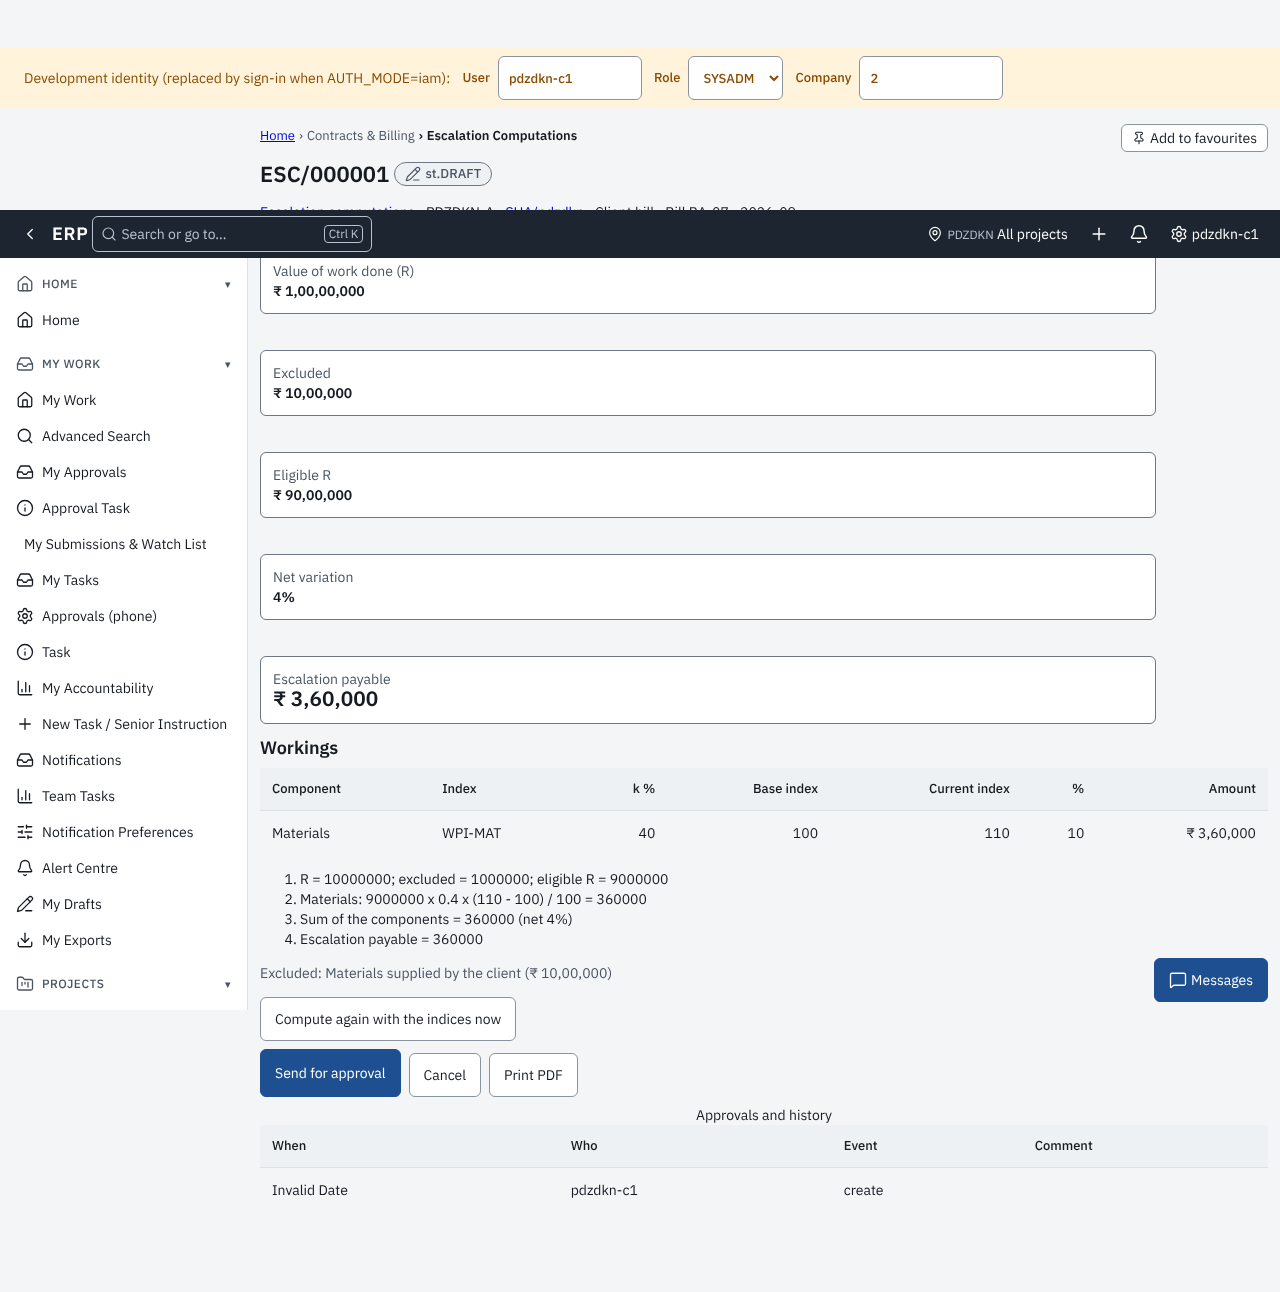 Development identity (replaced by sign-in when AUTH_MODE=iam): User pdzdkn-c1 Role SYSADM Company 2
Home › Contracts & Billing › Escalation Computations
Add to favourites
ESC/000001 st.DRAFT
ERP Search or go to... Ctrl K PDZDKN All projects pdzdkn-c1
HOME
Home
MY WORK
My Work
Advanced Search
My Approvals
Approval Task
My Submissions & Watch List
My Tasks
Approvals (phone)
Task
My Accountability
New Task / Senior Instruction
Notifications
Team Tasks
Notification Preferences
Alert Centre
My Drafts
My Exports
PROJECTS
Value of work done (R)
₹ 1,00,00,000
Excluded
₹ 10,00,000
Eligible R
₹ 90,00,000
Net variation
4%
Escalation payable
₹ 3,60,000
Workings
Component Index k % Base index Current index % Amount
Materials WPI-MAT 40 100 110 10 ₹ 3,60,000
1. R = 10000000; excluded = 1000000; eligible R = 9000000
2. Materials: 9000000 x 0.4 x (110 - 100) / 100 = 360000
3. Sum of the components = 360000 (net 4%)
4. Escalation payable = 360000
Excluded: Materials supplied by the client (₹ 10,00,000)
Messages
Compute again with the indices now
Send for approval Cancel Print PDF
Approvals and history
When Who Event Comment
Invalid Date pdzdkn-c1 create